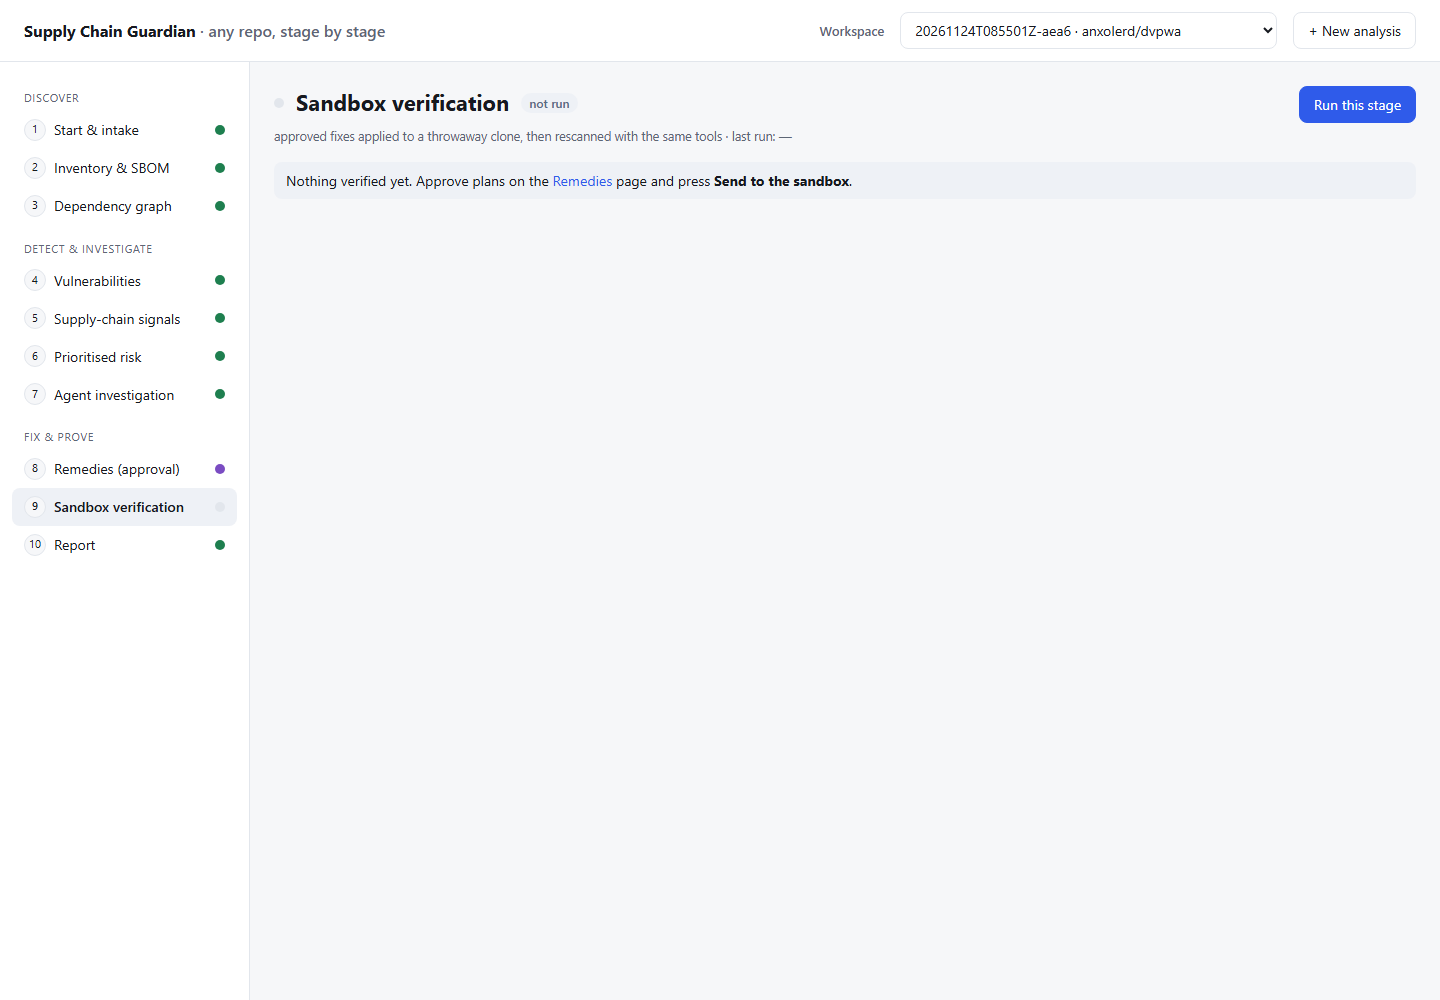 Supply Chain Guardian · any repo, stage by stage
Workspace
20261124T085501Z-aea6 · anxolerd/dvpwa
+ New analysis
DISCOVER
1 Start & intake
2 Inventory & SBOM
3 Dependency graph
DETECT & INVESTIGATE
4 Vulnerabilities
5 Supply-chain signals
6 Prioritised risk
7 Agent investigation
FIX & PROVE
8 Remedies (approval)
9 Sandbox verification
10 Report
Sandbox verification not run
Run this stage
approved fixes applied to a throwaway clone, then rescanned with the same tools · last run: —
Nothing verified yet. Approve plans on the Remedies page and press Send to the sandbox.